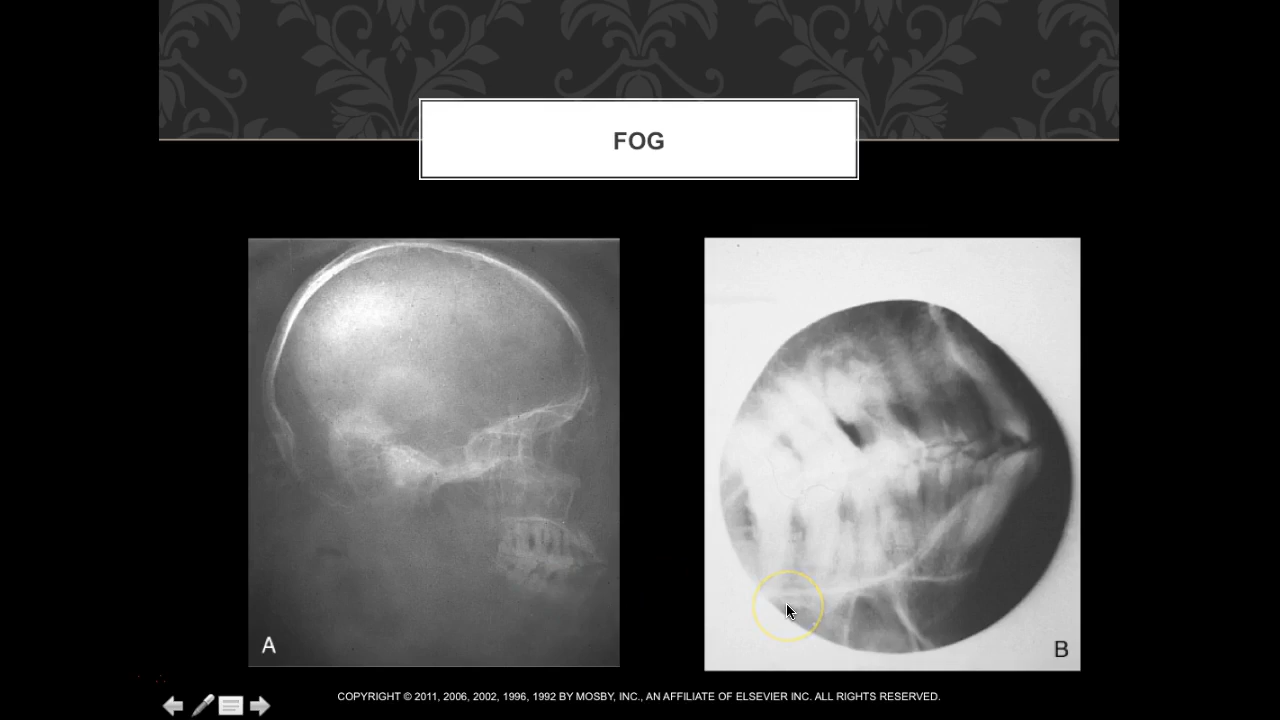 FOG
A
B
COPYRIGHT © 2011, 2006, 2002, 1996, 1992 BY MOSBY, INC., AN AFFILIATE OF ELSEVIER INC. ALL RIGHTS RESERVED.